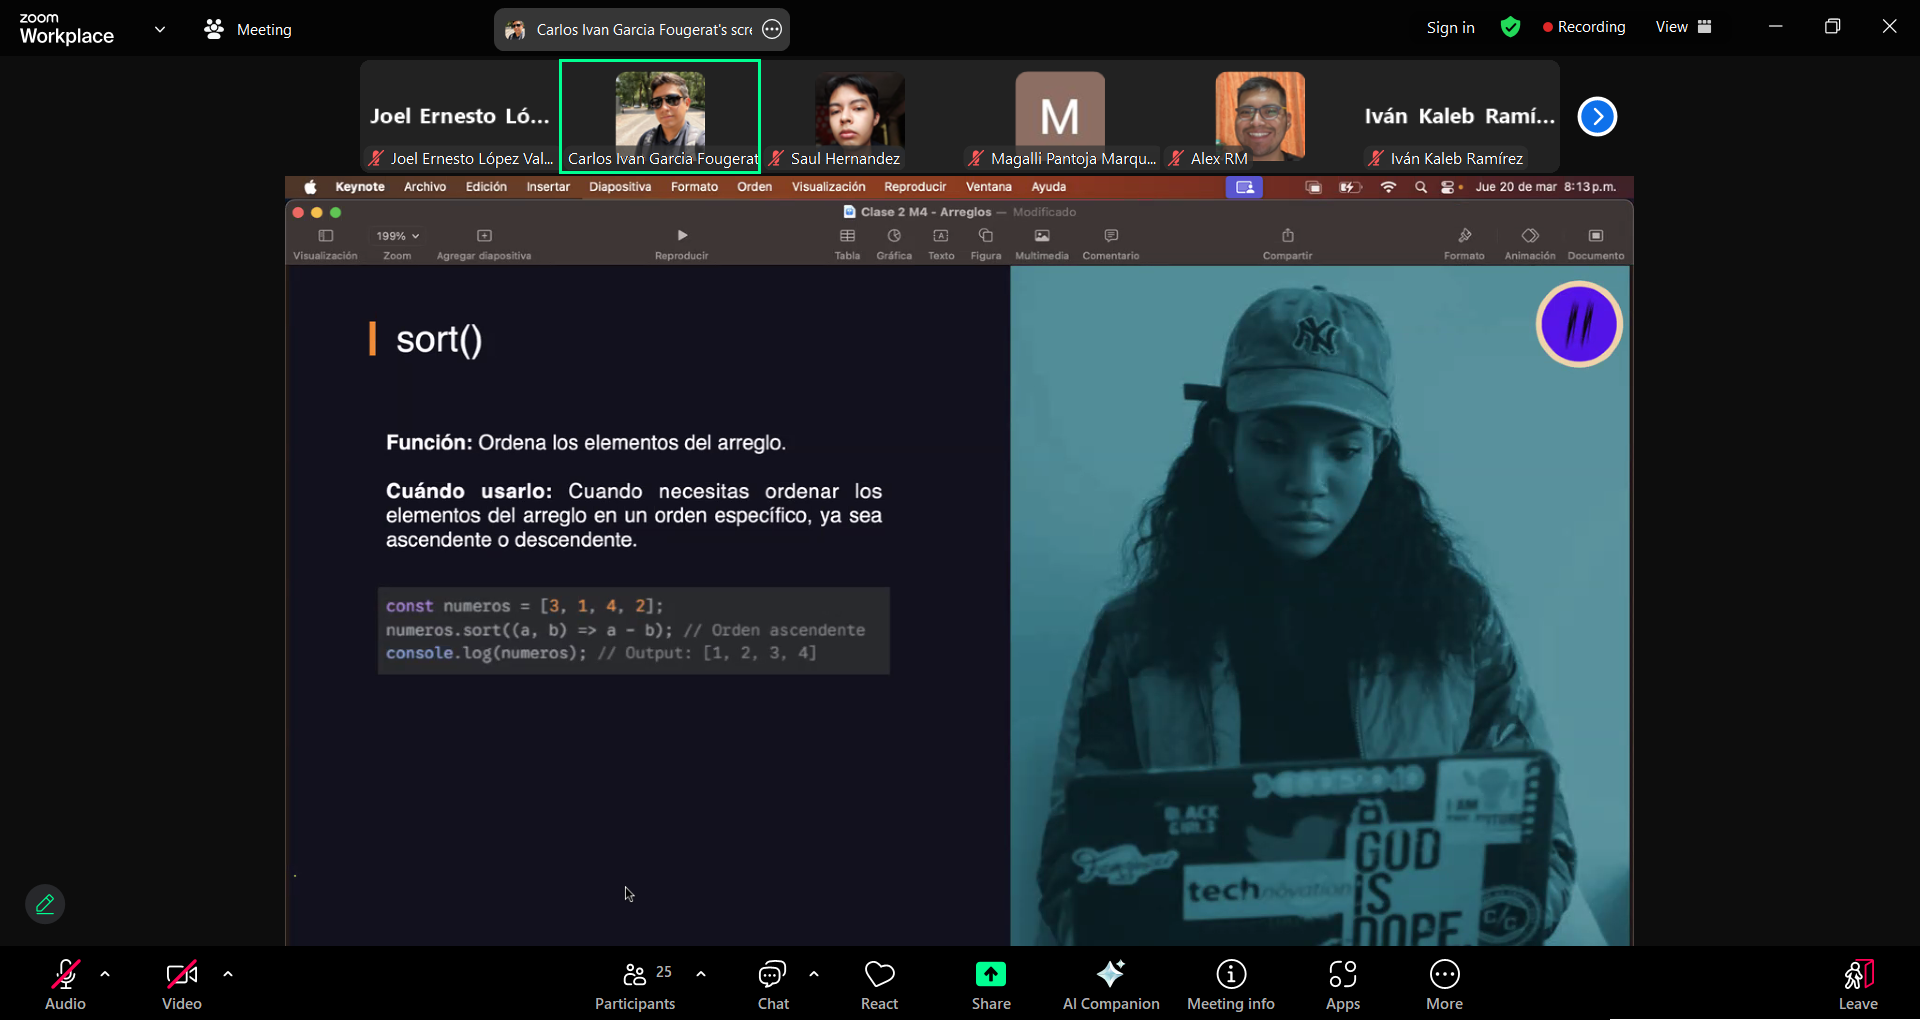 zoom
Workplace
Meeting
Carlos Ivan Garcia Fougerat's scre
Sign in
Recording
View
Joel Ernesto Ló...
M
Iván Kaleb Ramí...
Joel Ernesto López Val...
Carlos Ivan Garcia Fougerat
Saul Hernandez
Magalli Pantoja Marqu...
Alex RM
Iván Kaleb Ramírez
Keynote Archivo Edición Insertar Diapositiva Formato Orden Visualización Reproducir Ventana Ayuda
Jue 20 de mar 8:13 p.m.
Clase 2 M4 - Arreglos — Modificado
199%
Visualización Zoom Agregar diapositiva Reproducir Tabla Gráfica Texto Figura Multimedia Comentario Compartir Formato Animación Documento
sort()
Función: Ordena los elementos del arreglo.
Cuándo usarlo: Cuando necesitas ordenar los
elementos del arreglo en un orden específico, ya sea
ascendente o descendente.
const numeros = [3, 1, 4, 2];
numeros.sort((a, b) => a - b); // Orden ascendente
console.log(numeros); // Output: [1, 2, 3, 4]
NY
BLACK
GIRLS
I AM
GOD
IS
DOPE
technovation
C/C
Audio
Video
25
Participants
Chat
React
Share
AI Companion
Meeting info
Apps
More
Leave